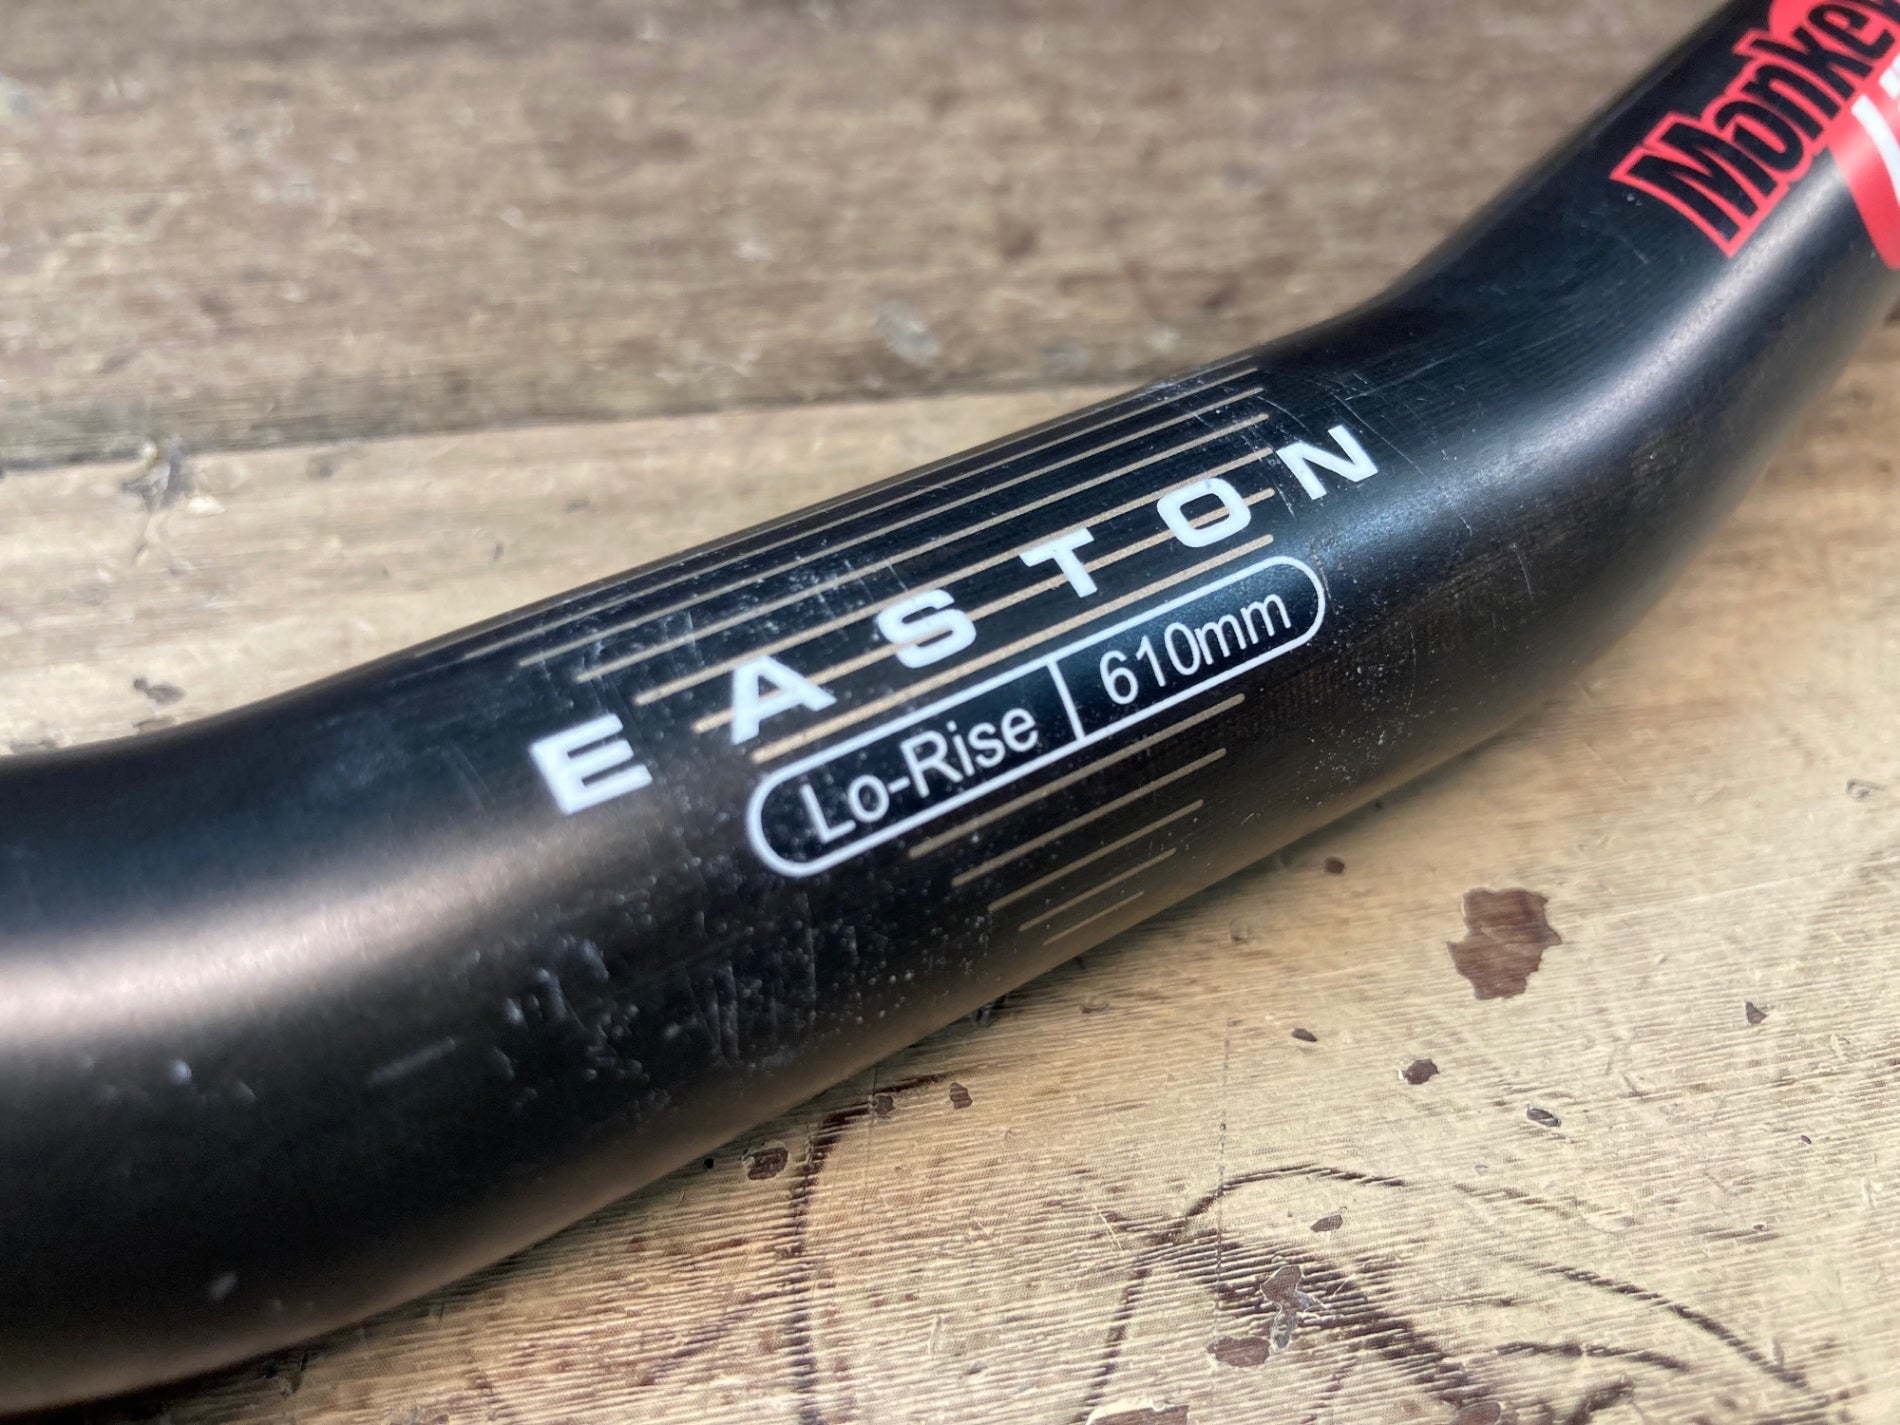 EASTON
Lo-Rise | 610mm
Monkey